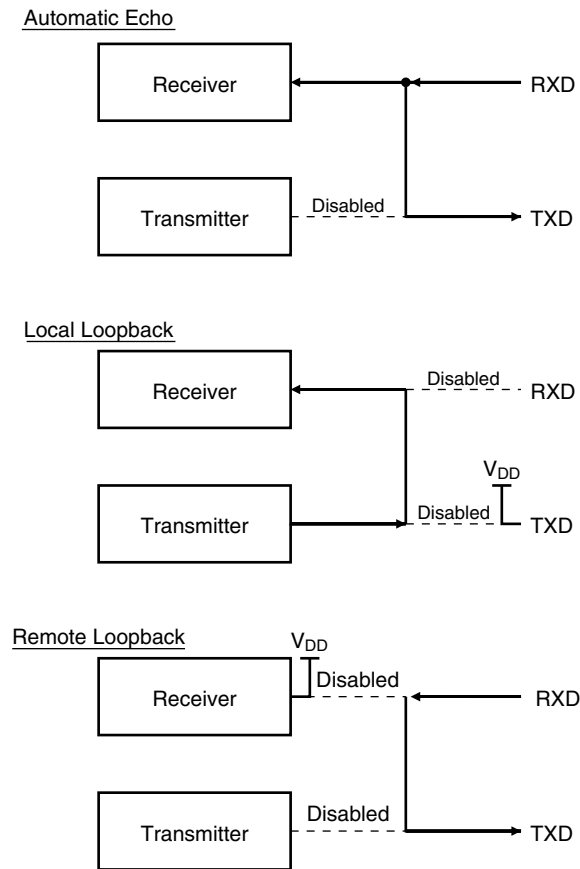 Automatic Echo
Receiver
RXD
Transmitter
Disabled
TXD
Local Loopback
Receiver
Disabled
RXD
VDD
Transmitter
Disabled
TXD
Remote Loopback
VDD
Receiver
Disabled
RXD
Transmitter
Disabled
TXD